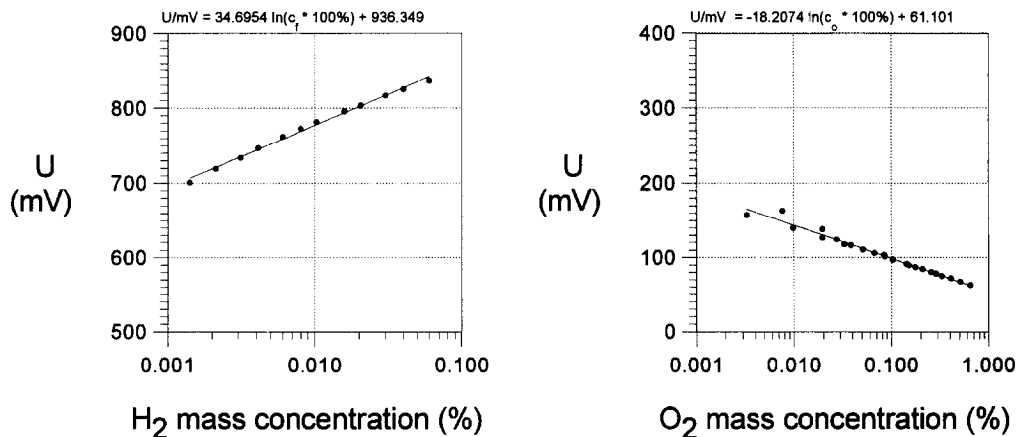 U/mV = 34.6954 ln(c_f * 100%) + 936.349
900
800
U
(mV)
700
600
500
0.001
0.010
0.100
H2 mass concentration (%)
U/mV = -18.2074 ln(c_o * 100%) + 61.101
400
300
U
(mV)
200
100
0
0.001
0.010
0.100
1.000
O2 mass concentration (%)